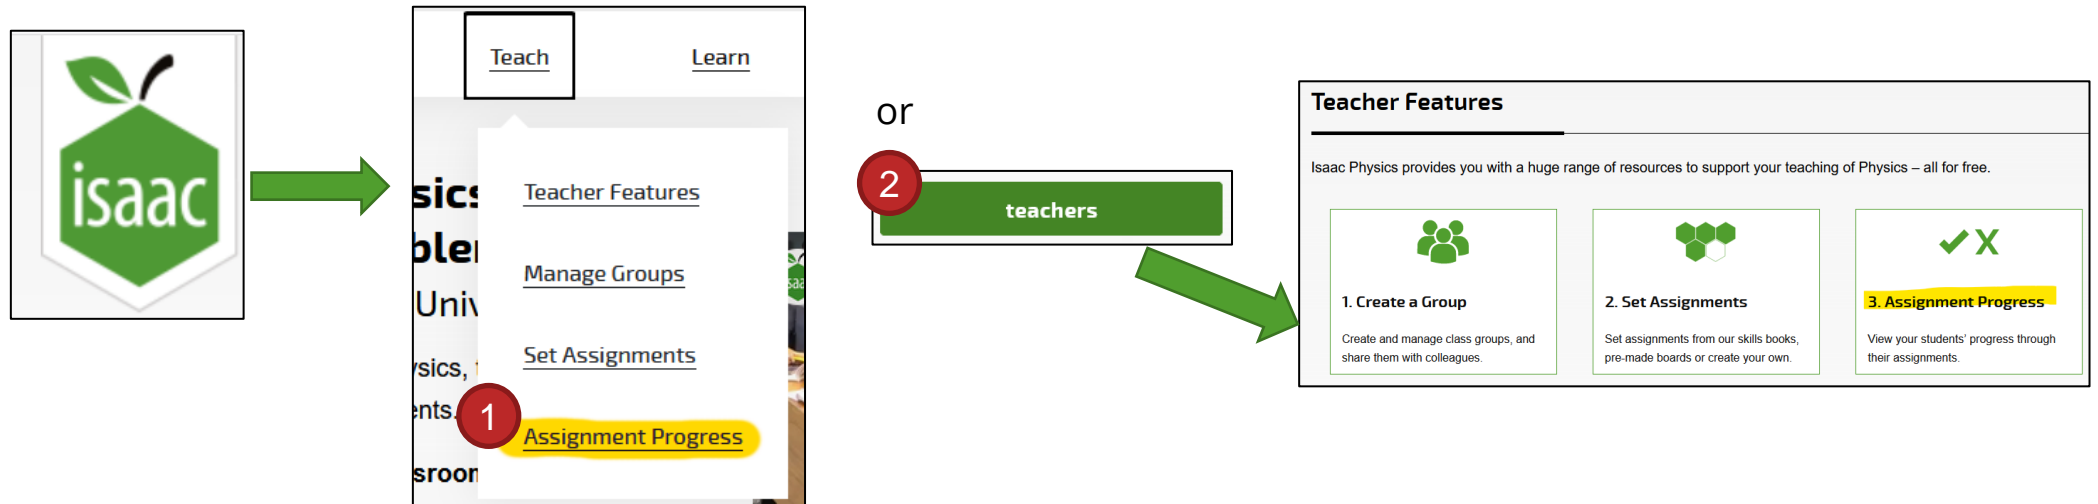 isaac
Teach
Learn
Teacher Features
Manage Groups
Set Assignments
1
Assignment Progress
or
2
teachers
Teacher Features
Isaac Physics provides you with a huge range of resources to support your teaching of Physics – all for free.
1. Create a Group
Create and manage class groups, and
share them with colleagues.
2. Set Assignments
Set assignments from our skills books,
pre-made boards or create your own.
3. Assignment Progress
View your students' progress through
their assignments.